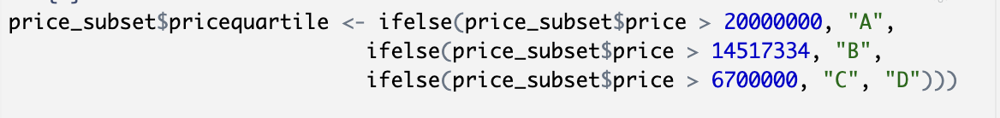 price_subset$pricequartile <- ifelse(price_subset$price > 20000000, "A",
ifelse(price_subset$price > 14517334, "B",
ifelse(price_subset$price > 6700000, "C", "D")))